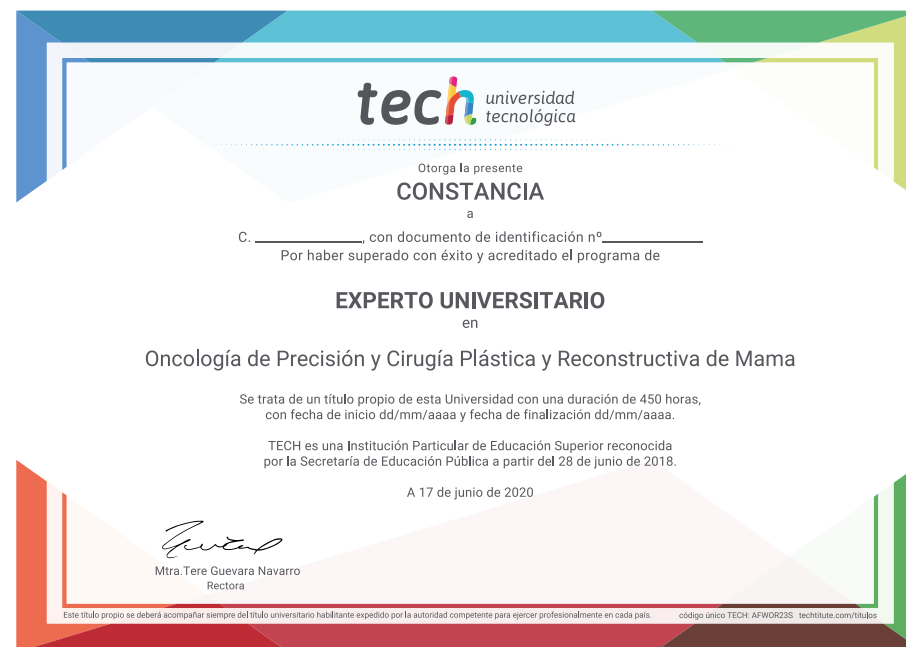 tech universidad
tecnológica
Otorga la presente
CONSTANCIA
a
C. ____________, con documento de identificación nº____________
Por haber superado con éxito y acreditado el programa de
EXPERTO UNIVERSITARIO
en
Oncología de Precisión y Cirugía Plástica y Reconstructiva de Mama
Se trata de un título propio de esta Universidad con una duración de 450 horas,
con fecha de inicio dd/mm/aaaa y fecha de finalización dd/mm/aaaa.
TECH es una Institución Particular de Educación Superior reconocida
por la Secretaría de Educación Pública a partir del 28 de junio de 2018.
A 17 de junio de 2020
Mtra.Tere Guevara Navarro
Rectora
Este título propio se deberá acompañar siempre del título universitario habilitante expedido por la autoridad competente para ejercer profesionalmente en cada país. código único TECH: AFWOR23S techtitute.com/titulos